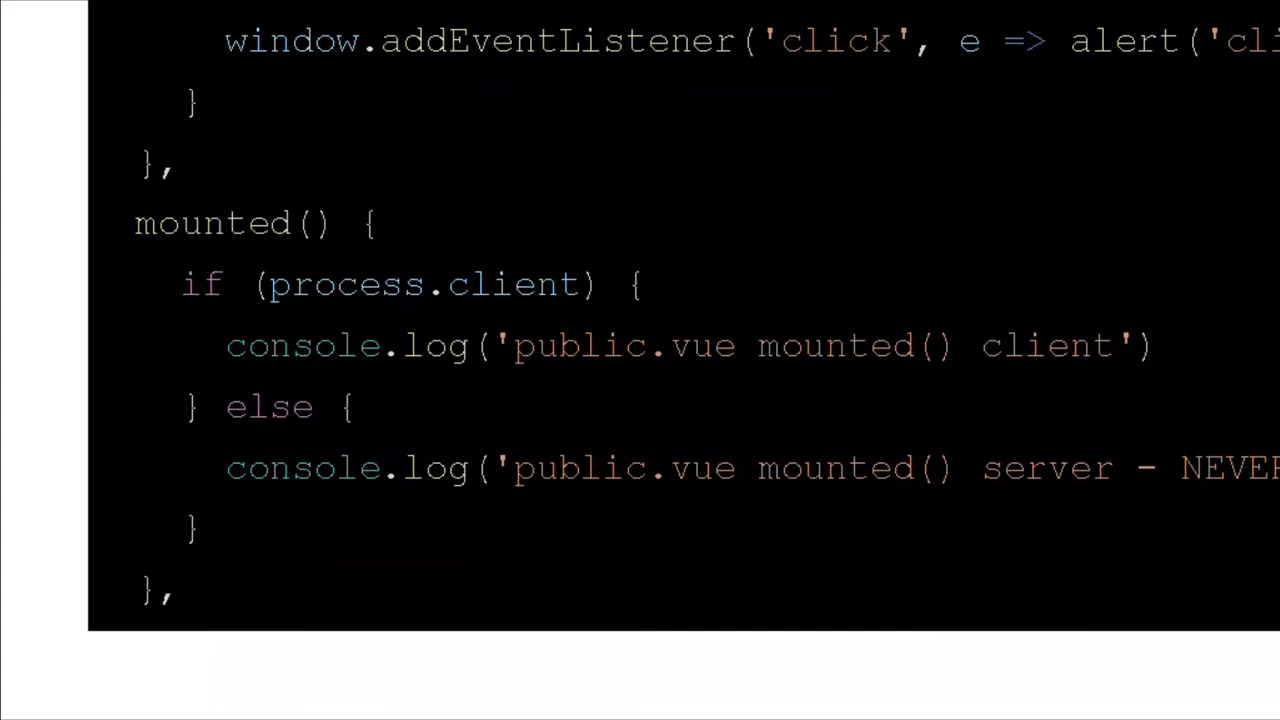 window.addEventListener('click', e => alert('cli
}
},
mounted() {
if (process.client) {
console.log('public.vue mounted() client')
} else {
console.log('public.vue mounted() server - NEVER
}
},